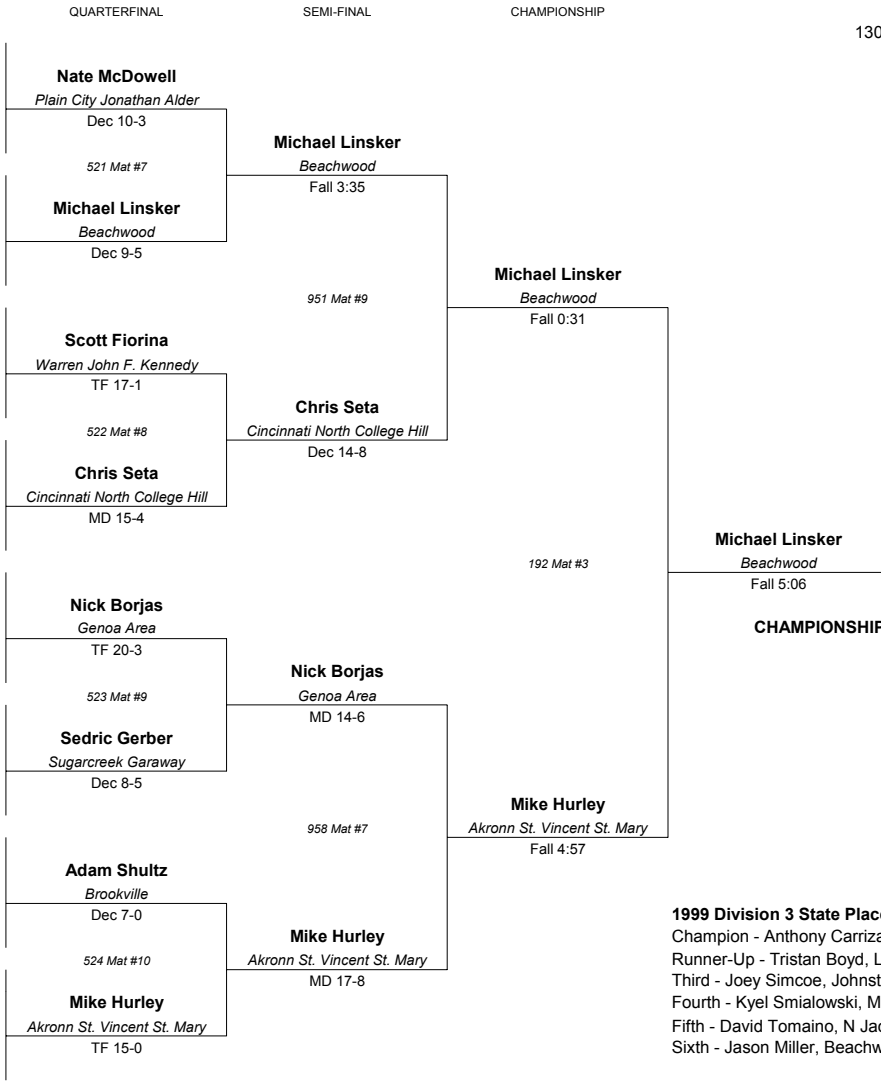 QUARTERFINAL SEMI-FINAL CHAMPIONSHIP
130
Nate McDowell
Plain City Jonathan Alder
Dec 10-3
521 Mat #7
Michael Linsker
Beachwood
Dec 9-5
Michael Linsker
Beachwood
Fall 3:35
951 Mat #9
Scott Fiorina
Warren John F. Kennedy
TF 17-1
522 Mat #8
Chris Seta
Cincinnati North College Hill
MD 15-4
Chris Seta
Cincinnati North College Hill
Dec 14-8
Michael Linsker
Beachwood
Fall 0:31
192 Mat #3
Michael Linsker
Beachwood
Fall 5:06
CHAMPIONSHIP
Nick Borjas
Genoa Area
TF 20-3
523 Mat #9
Sedric Gerber
Sugarcreek Garaway
Dec 8-5
Nick Borjas
Genoa Area
MD 14-6
958 Mat #7
Adam Shultz
Brookville
Dec 7-0
524 Mat #10
Mike Hurley
Akronn St. Vincent St. Mary
TF 15-0
Mike Hurley
Akronn St. Vincent St. Mary
MD 17-8
Mike Hurley
Akronn St. Vincent St. Mary
Fall 4:57
1999 Division 3 State Plac
Champion - Anthony Carriza
Runner-Up - Tristan Boyd, L
Third - Joey Simcoe, Johnst
Fourth - Kyel Smialowski, M
Fifth - David Tomaino, N Jac
Sixth - Jason Miller, Beachw